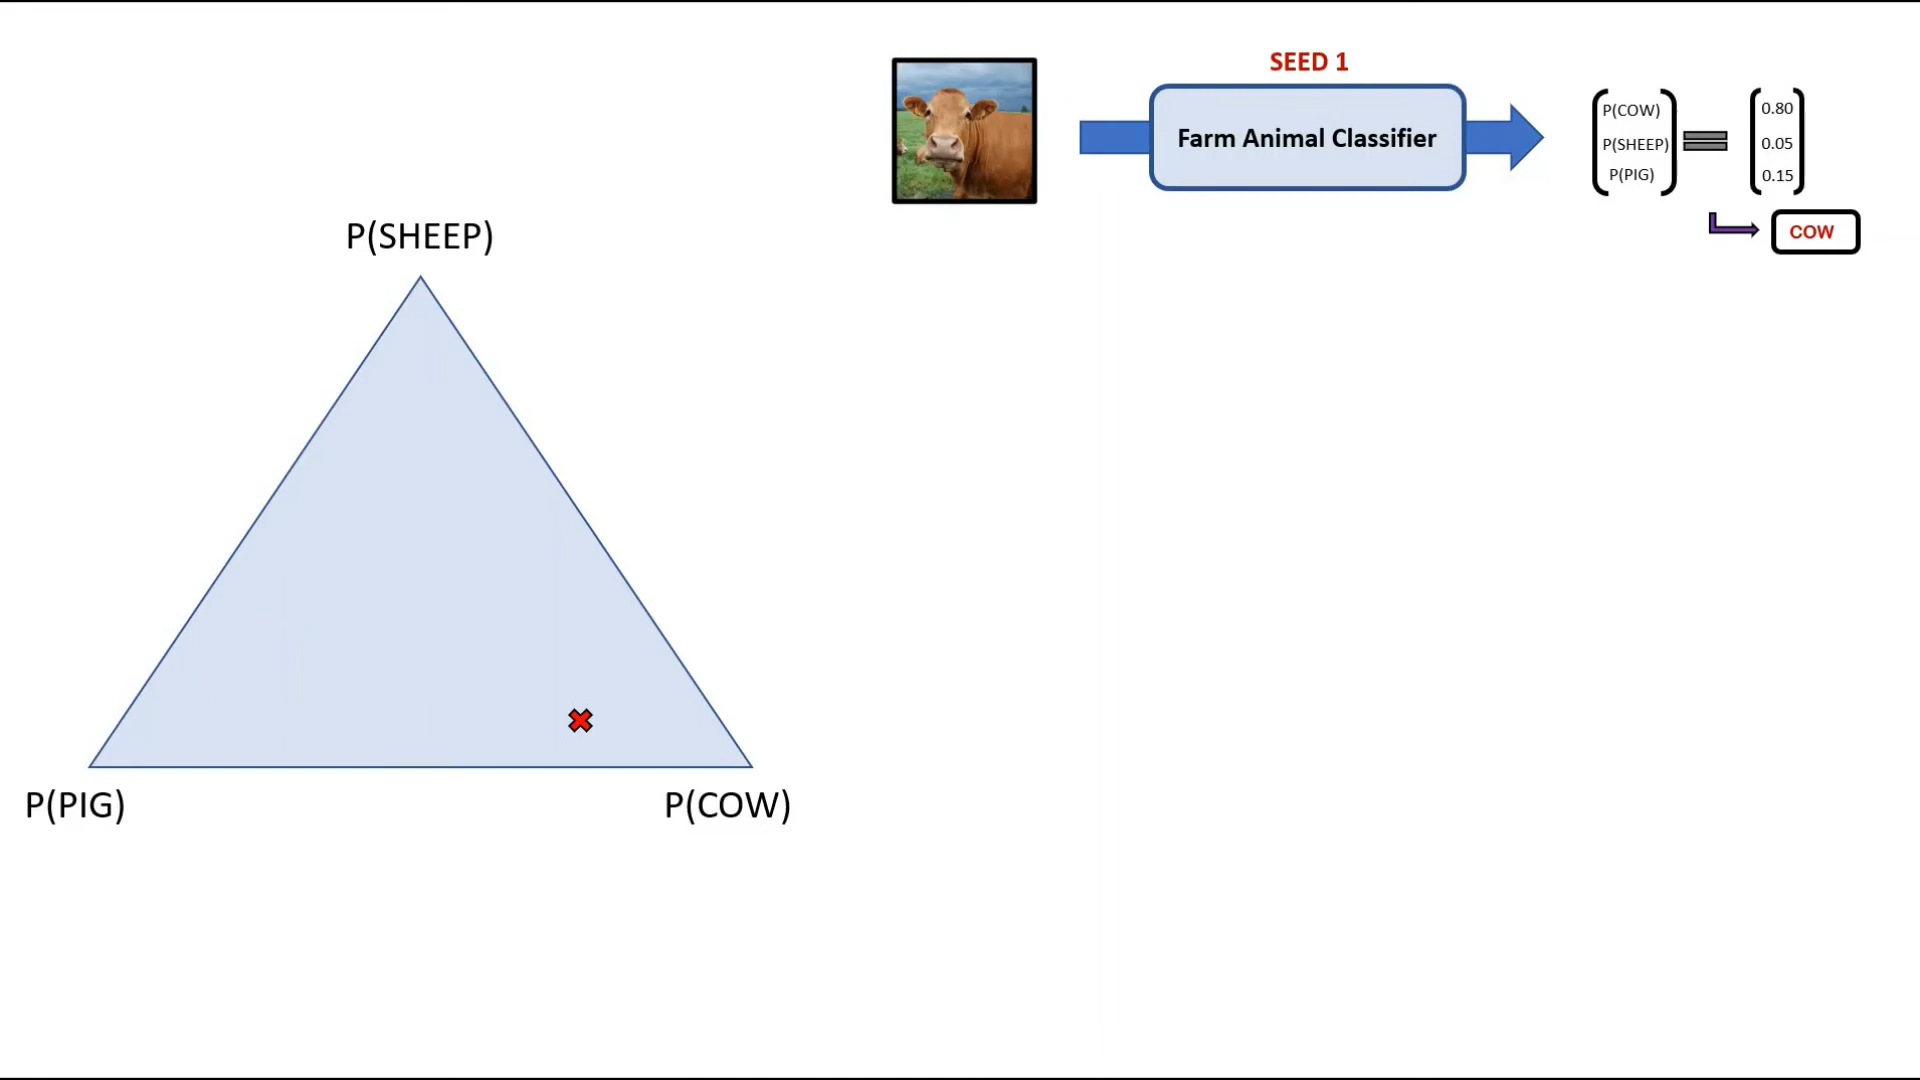 SEED 1
Farm Animal Classifier
P(COW)
P(SHEEP)
P(PIG)
0.80
0.05
0.15
COW
P(SHEEP)
P(PIG)
P(COW)